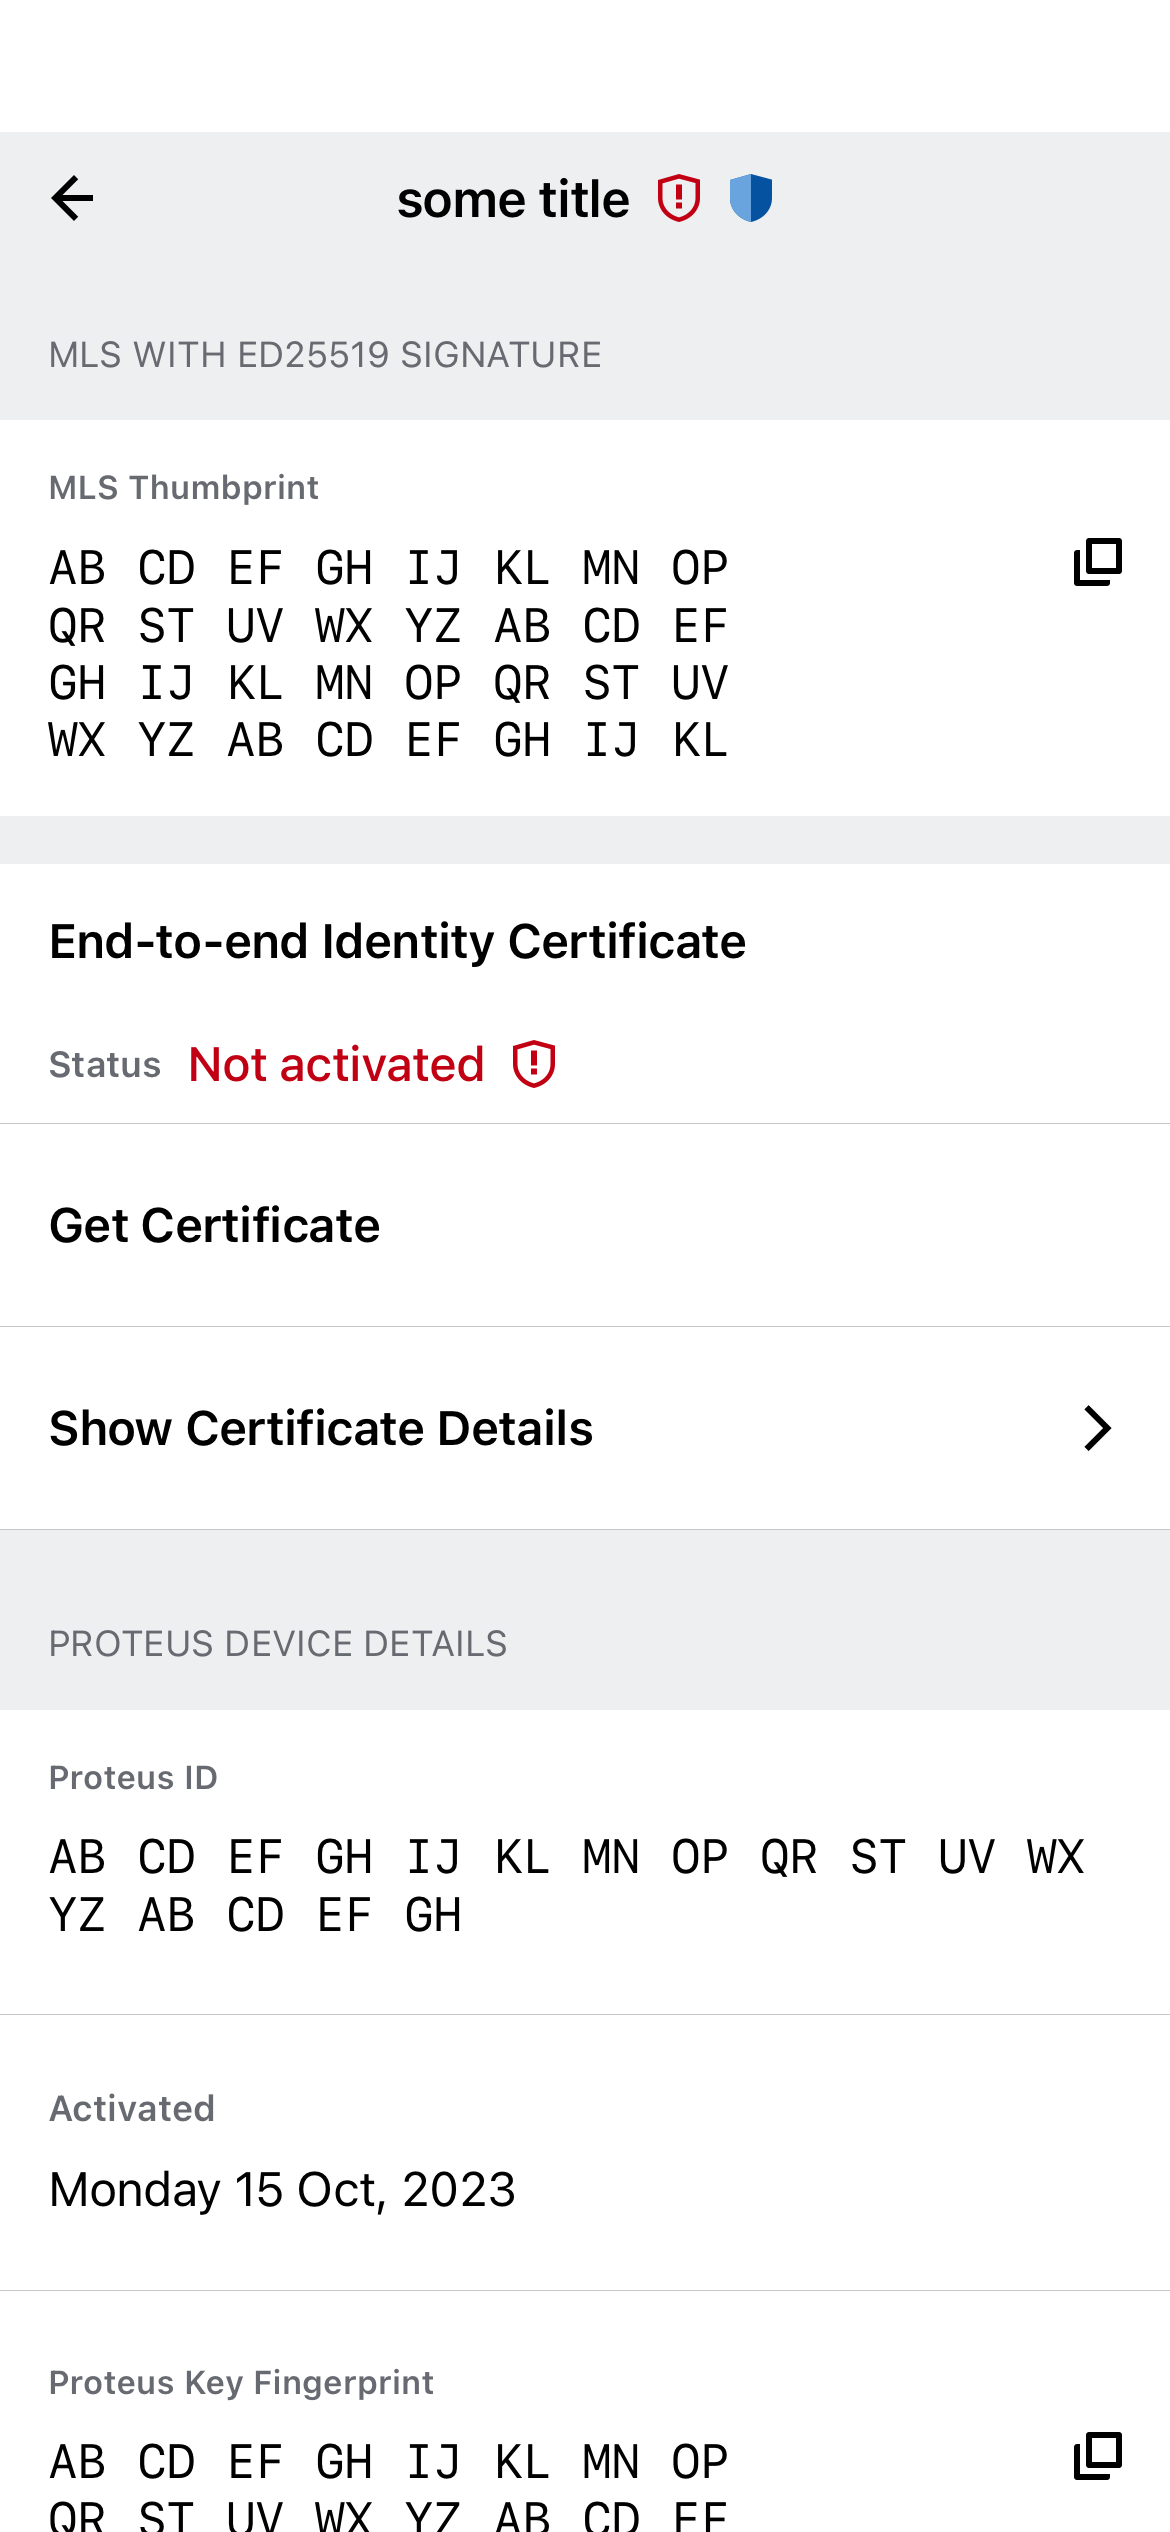 some title
MLS WITH ED25519 SIGNATURE
MLS Thumbprint
AB CD EF GH IJ KL MN OP
QR ST UV WX YZ AB CD EF
GH IJ KL MN OP QR ST UV
WX YZ AB CD EF GH IJ KL
End-to-end Identity Certificate
Status Not activated
Get Certificate
Show Certificate Details
PROTEUS DEVICE DETAILS
Proteus ID
AB CD EF GH IJ KL MN OP QR ST UV WX
YZ AB CD EF GH
Activated
Monday 15 Oct, 2023
Proteus Key Fingerprint
AB CD EF GH IJ KL MN OP
QR ST UV WX YZ AB CD EF